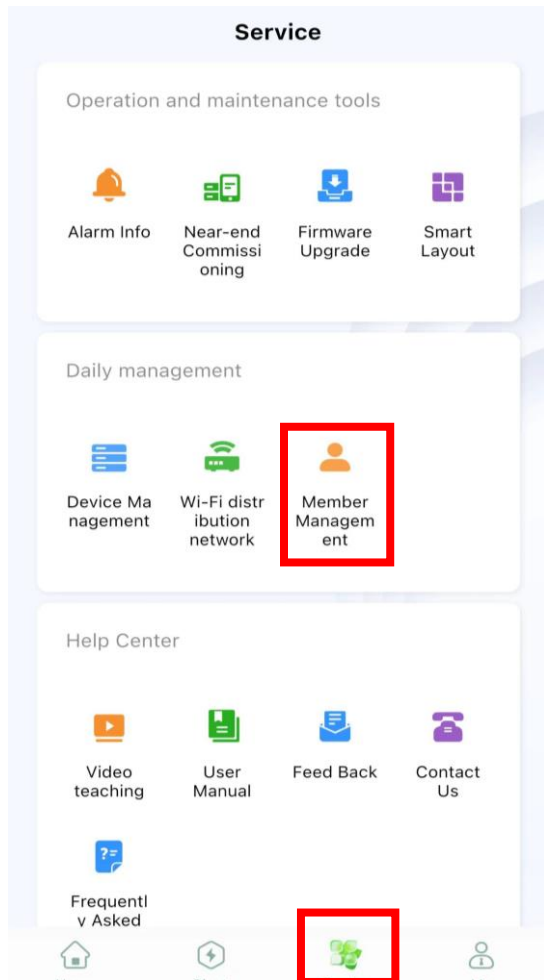 Service
Operation and maintenance tools
Alarm Info
Near-end
Commissi
oning
Firmware
Upgrade
Smart
Layout
Daily management
Device Ma
nagement
Wi-Fi distr
ibution
network
Member
Managem
ent
Help Center
Video
teaching
User
Manual
Feed Back
Contact
Us
Frequentl
y Asked